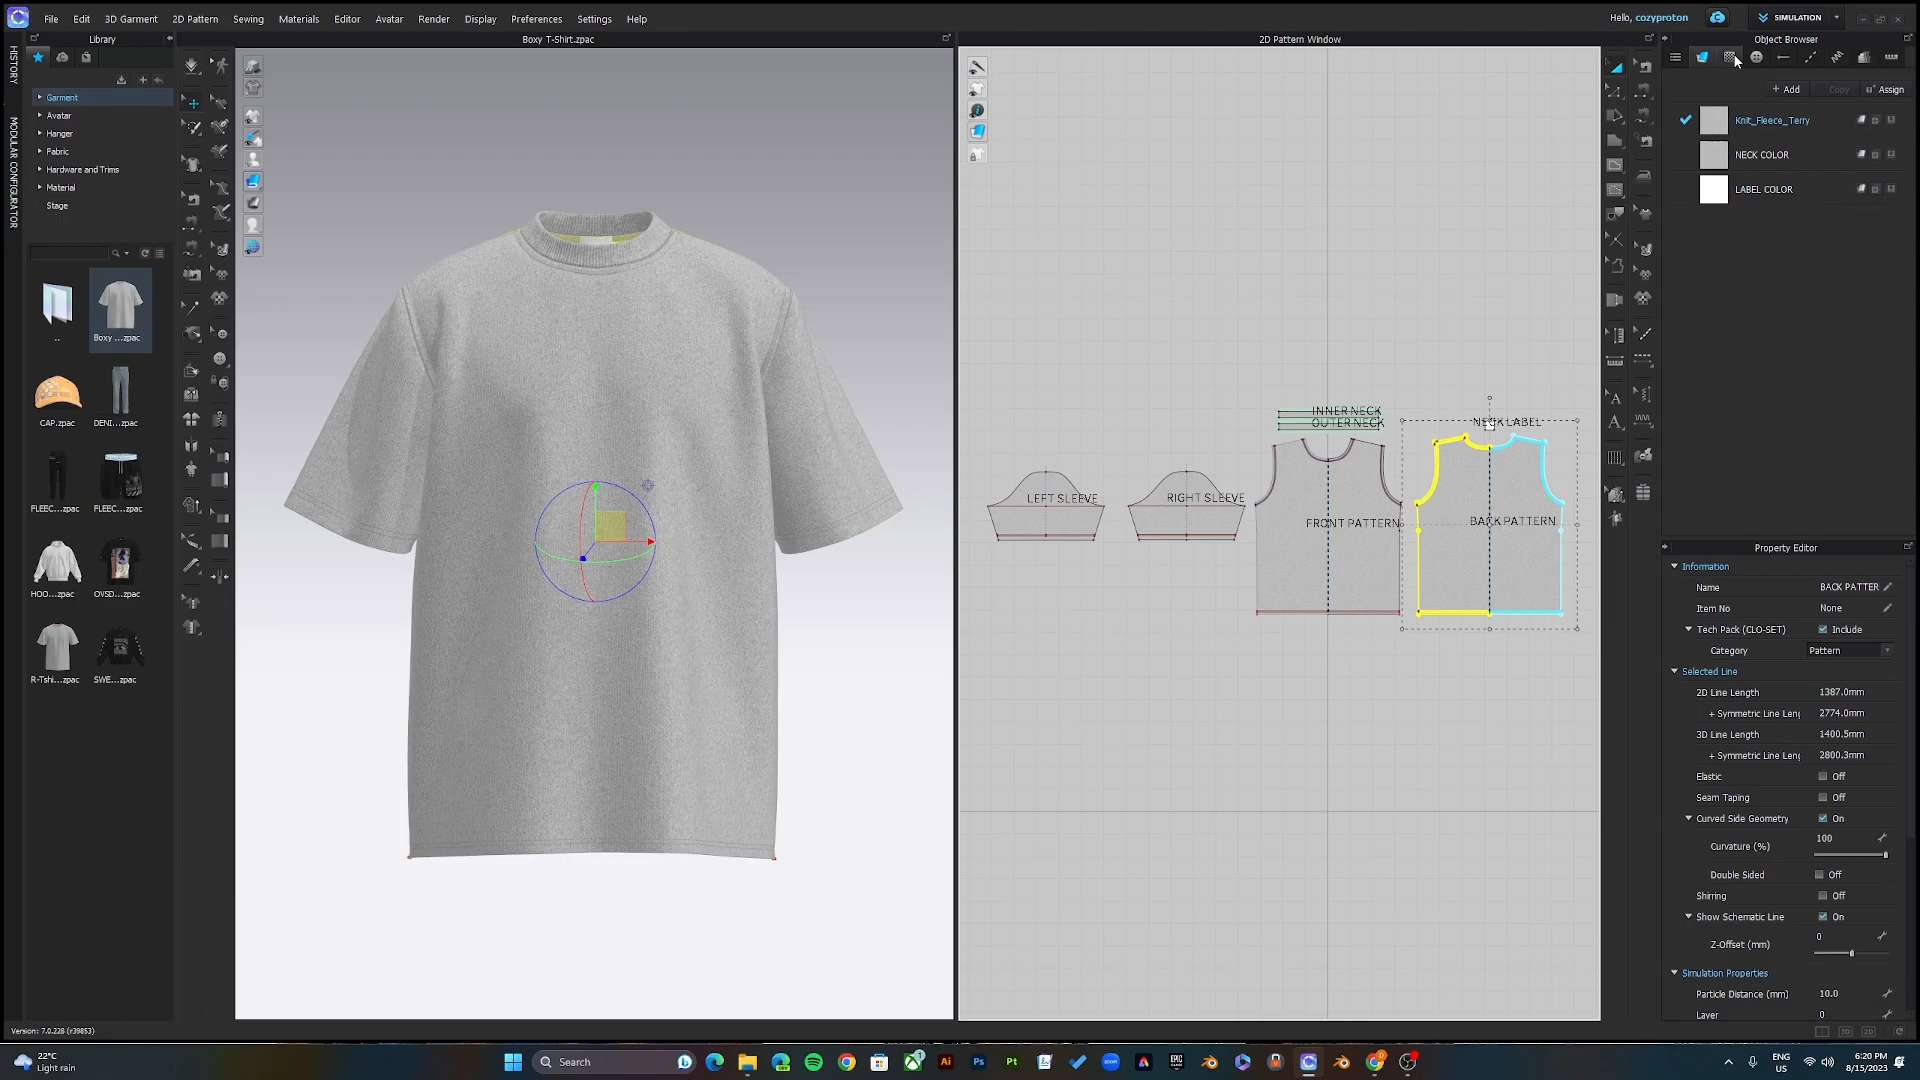 File Edit 3D Garment 2D Pattern Sewing Materials Editor Avatar Render Display Preferences Settings Help
Hello, cozyproton
SIMULATION
Library
Boxy T-Shirt.zpac
2D Pattern Window
Object Browser
HISTORY
MODULAR CONFIGURATOR
Garment
Avatar
Hanger
Fabric
Hardware and Trims
Material
Stage
..
Boxy ...zpac
CAP.zpac
DENI...zpac
FLEEC...zpac
FLEEC...zpac
HOO...zpac
OVSD...zpac
R-Tshi...zpac
SWE...zpac
INNER NECK
OUTER NECK
NECK LABEL
LEFT SLEEVE
RIGHT SLEEVE
FRONT PATTERN
BACK PATTERN
+ Add
Copy
Assign
Knit_Fleece_Terry
NECK COLOR
LABEL COLOR
Property Editor
Information
Name BACK PATTER
Item No None
Tech Pack (CLO-SET) Include
Category Pattern
Selected Line
2D Line Length 1387.0mm
+ Symmetric Line Leng 2774.0mm
3D Line Length 1400.5mm
+ Symmetric Line Leng 2800.3mm
Elastic Off
Seam Taping Off
Curved Side Geometry On
Curvature (%) 100
Double Sided Off
Shirring Off
Show Schematic Line On
Z-Offset (mm) 0
Simulation Properties
Particle Distance (mm) 10.0
Layer 0
Version: 7.0.228 (r39853)
3D 2D
22°C
Light rain
Search
ENG
US
6:20 PM
8/15/2023